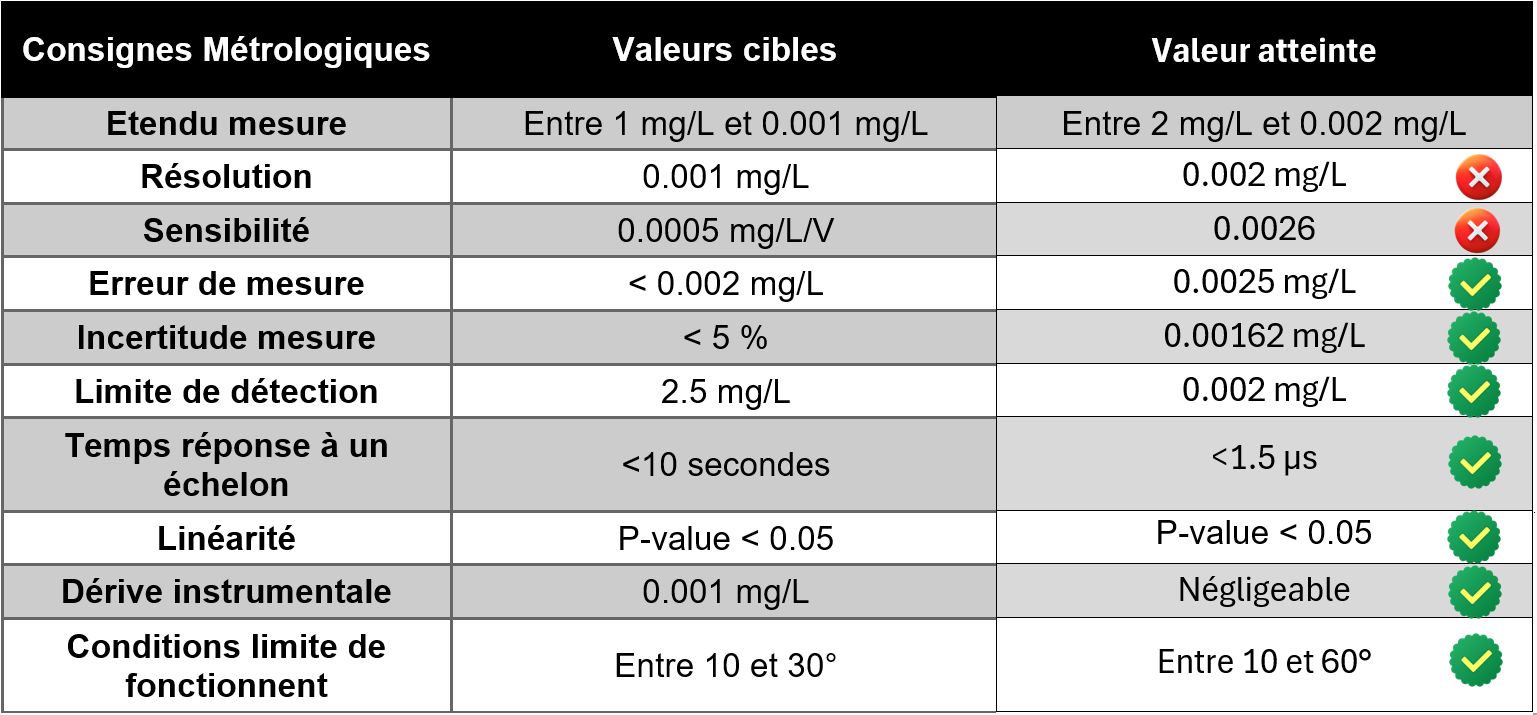 Consignes Métrologiques Valeurs cibles Valeur atteinte
Etendu mesure Entre 1 mg/L et 0.001 mg/L Entre 2 mg/L et 0.002 mg/L
Résolution 0.001 mg/L 0.002 mg/L
Sensibilité 0.0005 mg/L/V 0.0026
Erreur de mesure < 0.002 mg/L 0.0025 mg/L
Incertitude mesure < 5 % 0.00162 mg/L
Limite de détection 2.5 mg/L 0.002 mg/L
Temps réponse à un
échelon <10 secondes <1.5 µs
Linéarité P-value < 0.05 P-value < 0.05
Dérive instrumentale 0.001 mg/L Négligeable
Conditions limite de
fonctionnent Entre 10 et 30° Entre 10 et 60°